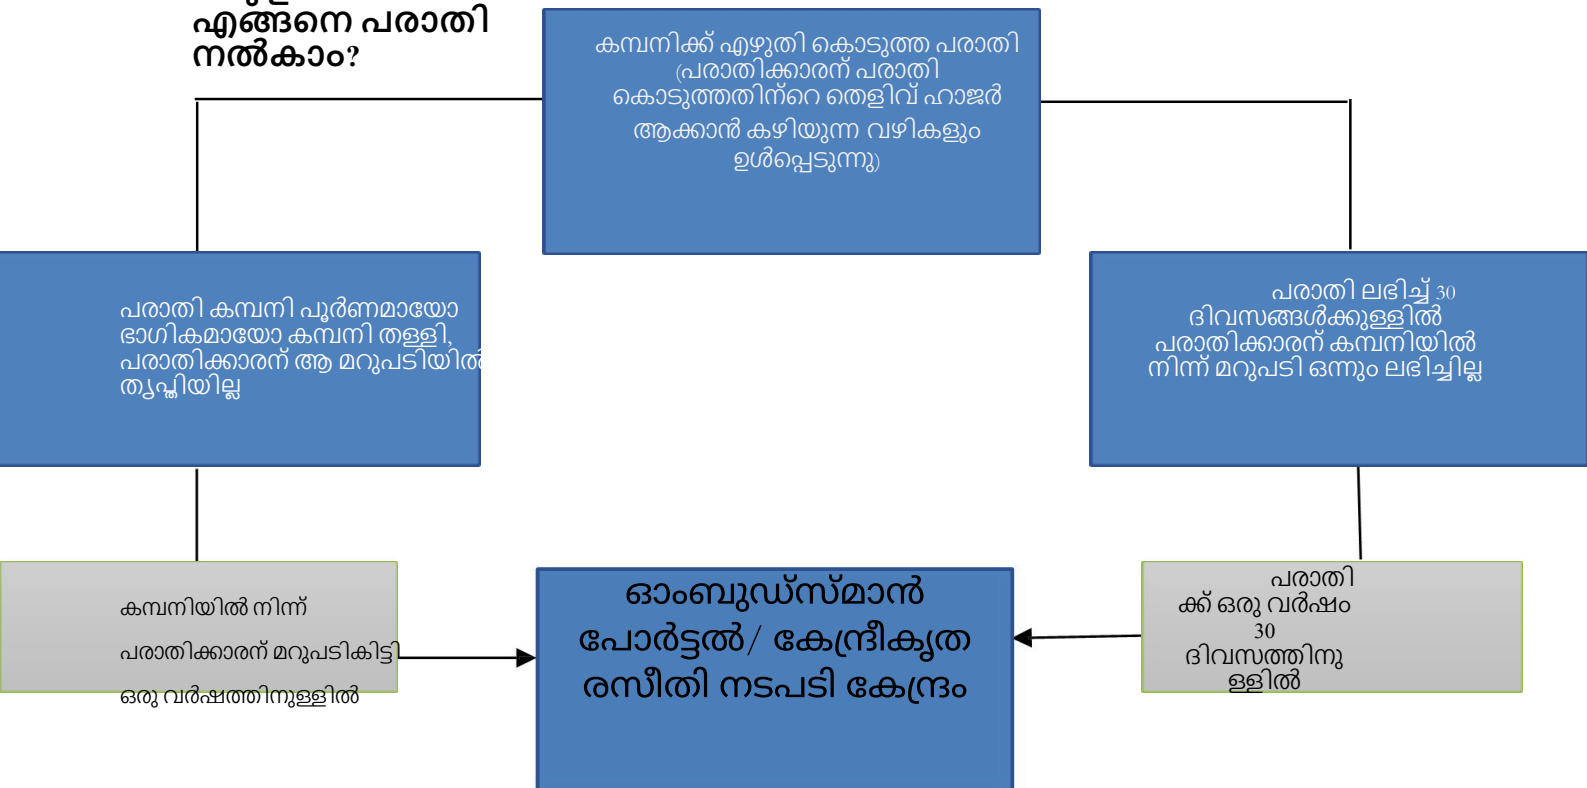 എങ്ങനെ പരാതി
നൽകാം?
കമ്പനിക്ക് എഴുതി കൊടുത്ത പരാതി
(പരാതിക്കാരന് പരാതി
കൊടുത്തതിന്റെ തെളിവ് ഹാജർ
ആക്കാൻ കഴിയുന്ന വഴികളും
ഉൾപ്പെടുന്നു)
പരാതി കമ്പനി പൂർണമായോ
ഭാഗികമായോ കമ്പനി തള്ളി,
പരാതിക്കാരന് ആ മറുപടിയിൽ
തൃപ്തിയില്ല
പരാതി ലഭിച്ച് 30
ദിവസങ്ങൾക്കുള്ളിൽ
പരാതിക്കാരന് കമ്പനിയിൽ
നിന്ന് മറുപടി ഒന്നും ലഭിച്ചില്ല
കമ്പനിയിൽ നിന്ന്
പരാതിക്കാരന് മറുപടികിട്ടി
ഒരു വർഷത്തിനുള്ളിൽ
ഓംബുഡ്സ്മാൻ
പോർട്ടൽ/ കേന്ദ്രീകൃത
രസീതി നടപടി കേന്ദ്രം
പരാതി
ക്ക് ഒരു വർഷം
30
ദിവസത്തിനു
ള്ളിൽ